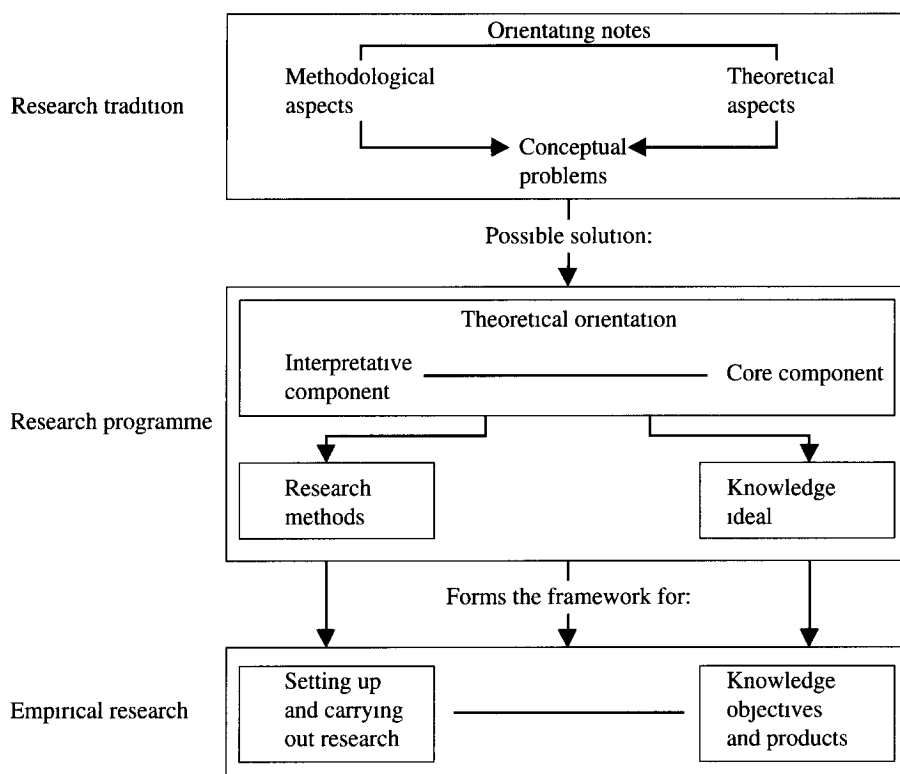 Orientating notes
Methodological
aspects
Theoretical
aspects
Research tradition
Conceptual
problems
Possible solution:
Theoretical orientation
Interpretative
component
Core component
Research programme
Research
methods
Knowledge
ideal
Forms the framework for:
Setting up
and carrying
out research
Knowledge
objectives
and products
Empirical research